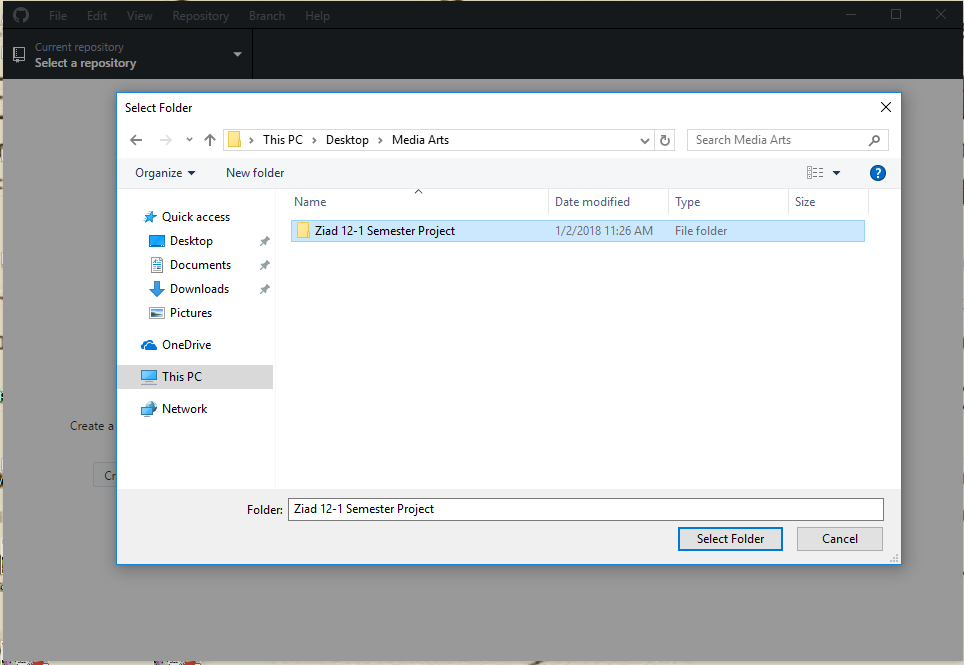 File Edit View Repository Branch Help
Current repository
Select a repository
Select Folder
This PC Desktop Media Arts
Search Media Arts
Organize New folder
Name Date modified Type Size
Ziad 12-1 Semester Project 1/2/2018 11:26 AM File folder
Quick access
Desktop
Documents
Downloads
Pictures
OneDrive
This PC
Network
Create a
Cr
Folder: Ziad 12-1 Semester Project
Select Folder Cancel